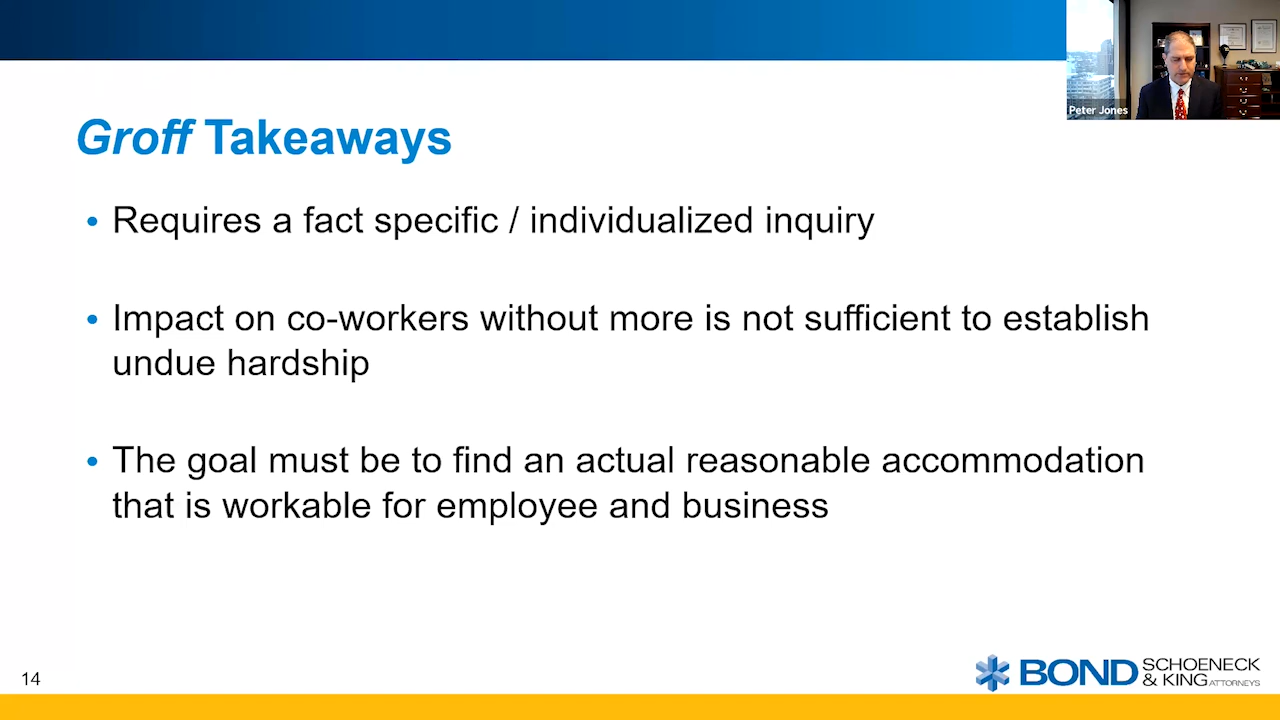 Peter Jones
Groff Takeaways
• Requires a fact specific / individualized inquiry
• Impact on co-workers without more is not sufficient to establish
undue hardship
• The goal must be to find an actual reasonable accommodation
that is workable for employee and business
14
BOND SCHOENECK
& KING ATTORNEYS